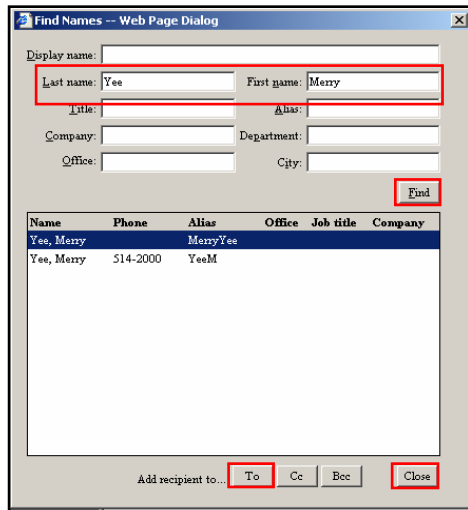 Find Names -- Web Page Dialog
Display name:
Last name: Yee First name: Merry
Title: Alias:
Company: Department:
Office: City:
Find
Name Phone Alias Office Job title Company
Yee, Merry MerryYee
Yee, Merry 514-2000 YeeM
Add recipient to... To Cc Bcc Close